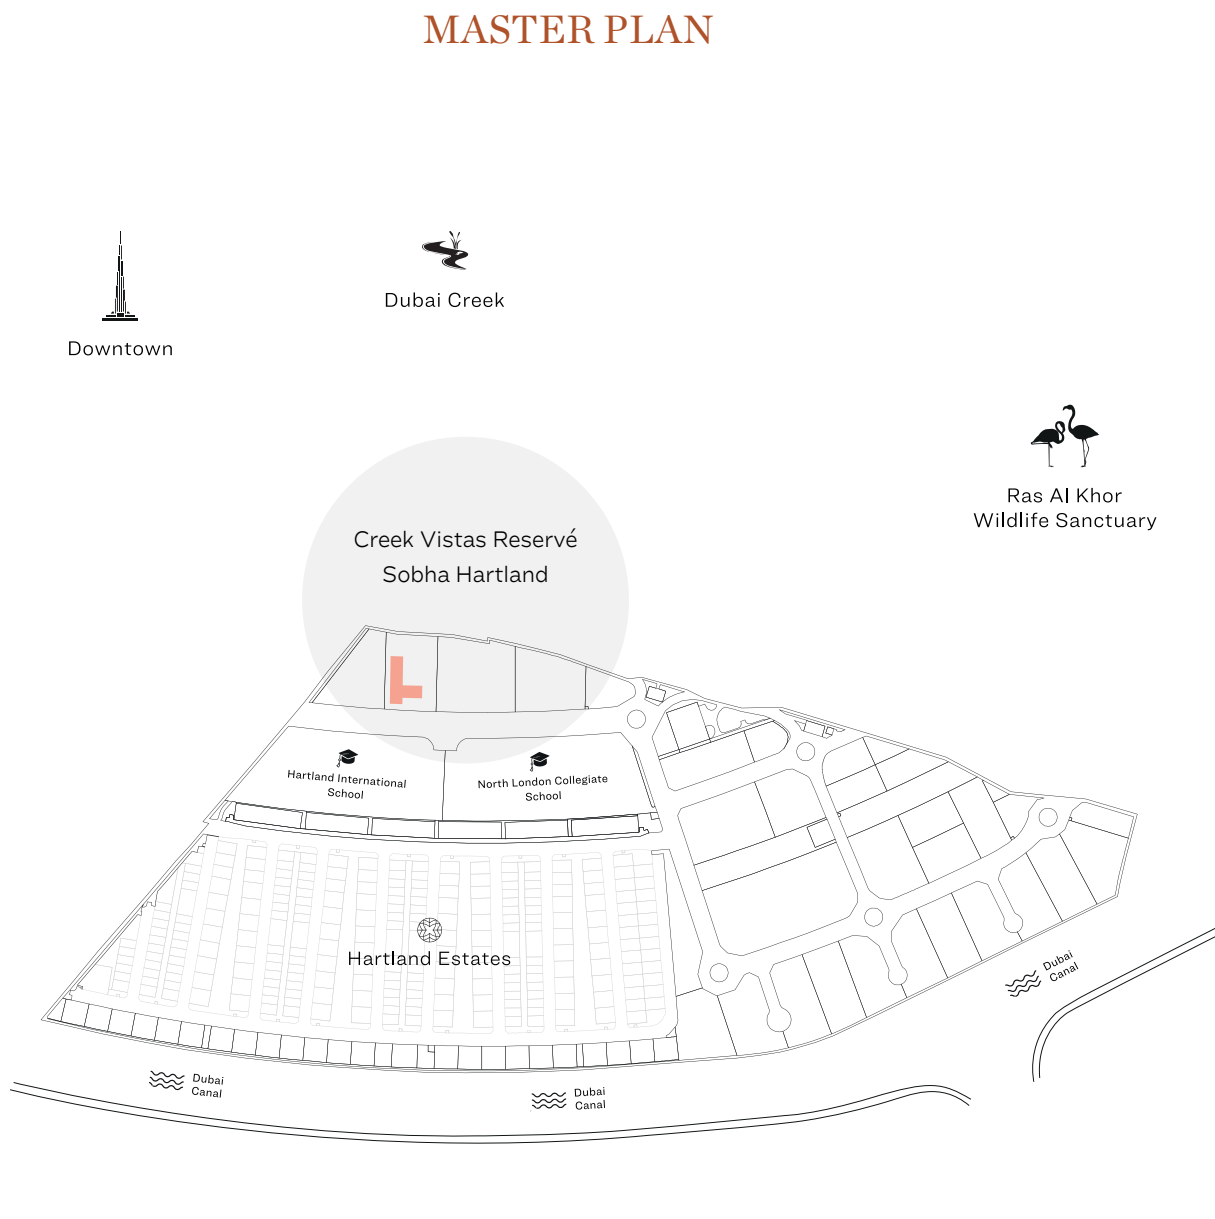 MASTER PLAN
Dubai Creek
Downtown
Ras Al Khor
Wildlife Sanctuary
Creek Vistas Reservé
Sobha Hartland
Hartland International
School
North London Collegiate
School
Hartland Estates
Dubai
Canal
Dubai
Canal
Dubai
Canal